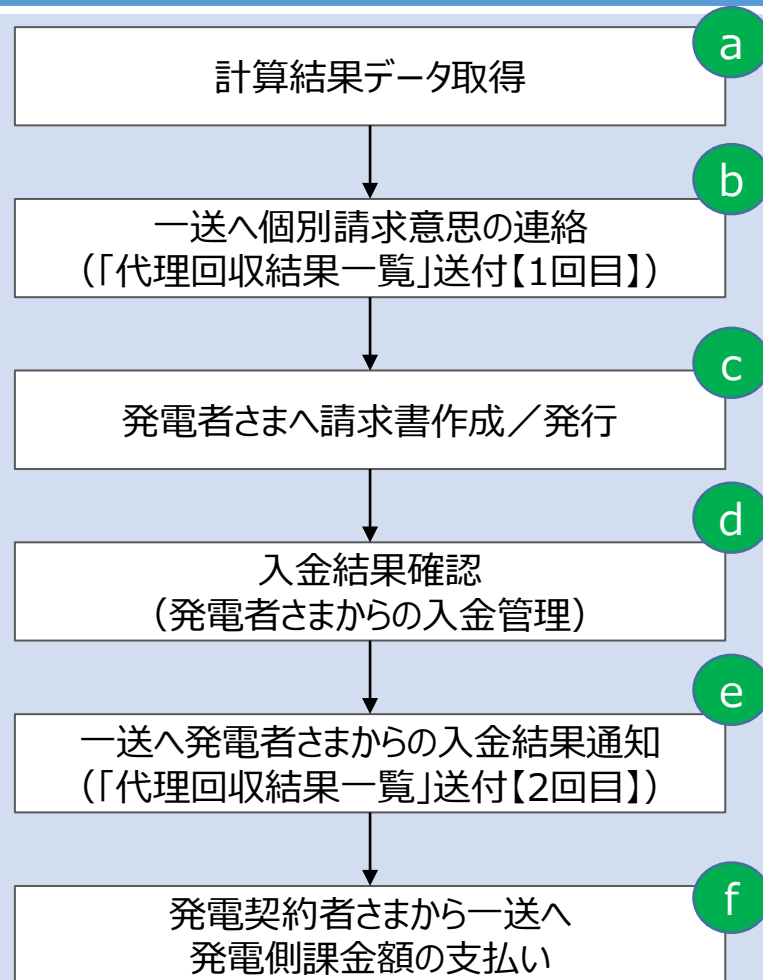 a
計算結果データ取得
b
一送へ個別請求意思の連絡
(「代理回収結果一覧」送付【1回目】)
c
発電者さまへ請求書作成／発行
d
入金結果確認
(発電者さまからの入金管理)
e
一送へ発電者さまからの入金結果通知
(「代理回収結果一覧」送付【2回目】)
f
発電契約者さまから一送へ
発電側課金額の支払い